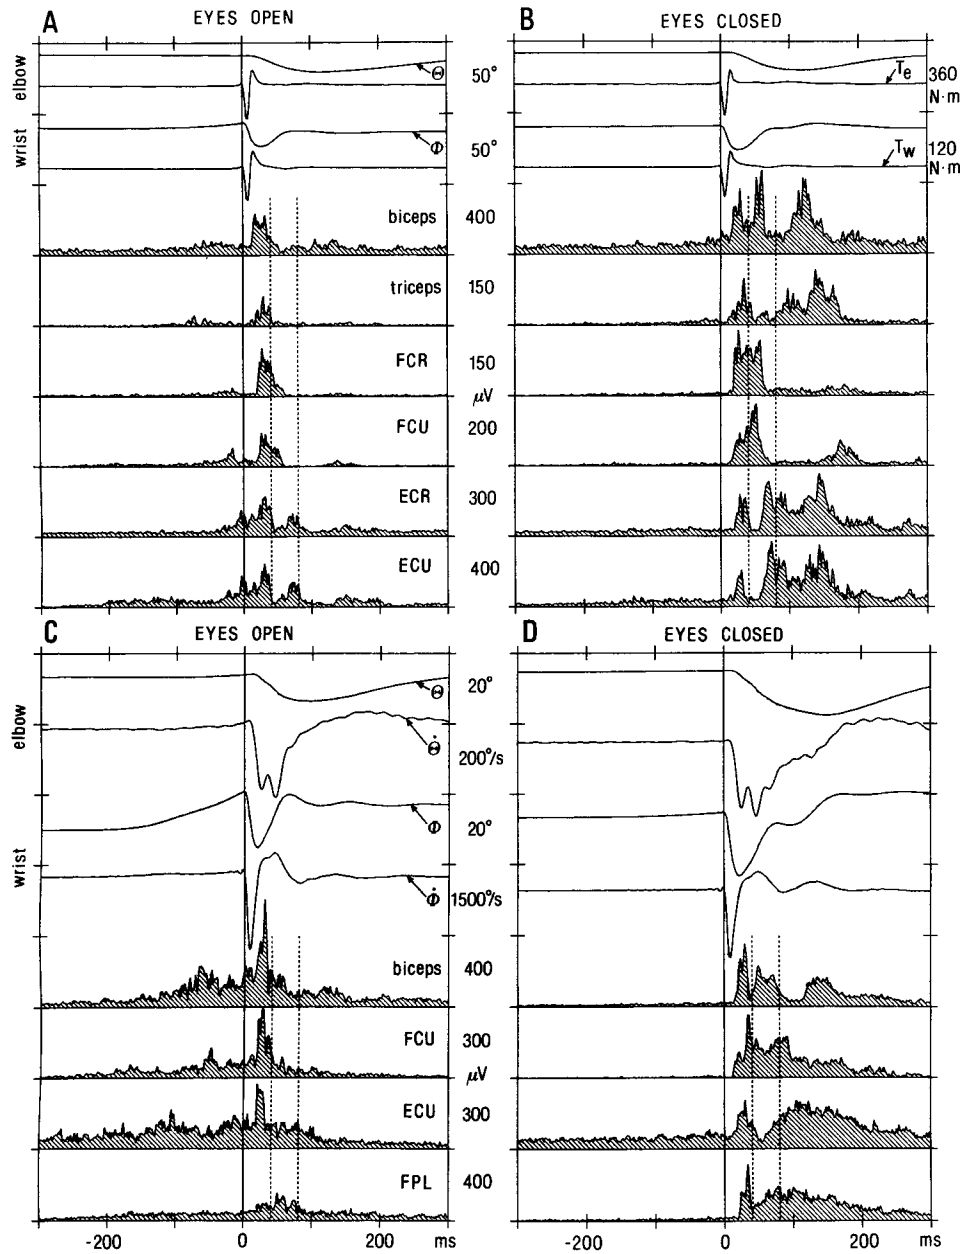 A EYES OPEN
B EYES CLOSED
elbow
Θ 50°
Te 360
N·m
wrist
Φ 50°
Tw 120
N·m
biceps 400
triceps 150
FCR 150
μV
FCU 200
ECR 300
ECU 400
C EYES OPEN
D EYES CLOSED
elbow
Θ 20°
Θ̇ 200°/s
wrist
Φ 20°
Φ̇ 1500°/s
biceps 400
FCU 300
μV
ECU 300
FPL 400
-200 0 200 ms
-200 0 200 ms